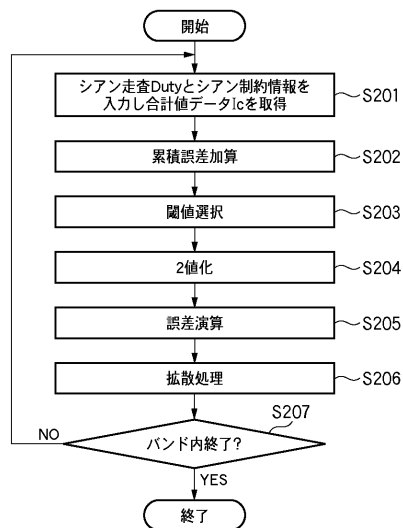 開始
シアン走査Dutyとシアン制約情報を
入力し合計値データIcを取得
S201
累積誤差加算
S202
閾値選択
S203
2値化
S204
誤差演算
S205
拡散処理
S206
S207
バンド内終了?
NO
YES
終了